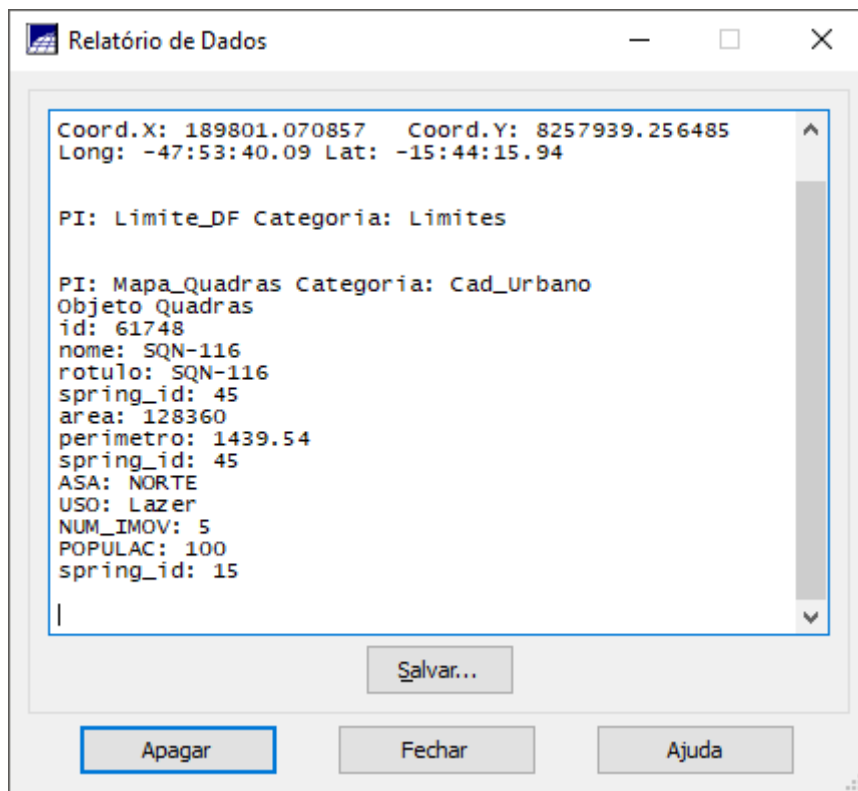 Relatório de Dados
Coord.X: 189801.070857   Coord.Y: 8257939.256485
Long: -47:53:40.09 Lat: -15:44:15.94
PI: Limite_DF Categoria: Limites
PI: Mapa_Quadras Categoria: Cad_Urbano
Objeto Quadras
id: 61748
nome: SQN-116
rotulo: SQN-116
spring_id: 45
area: 128360
perimetro: 1439.54
spring_id: 45
ASA: NORTE
USO: Lazer
NUM_IMOV: 5
POPULAC: 100
spring_id: 15
Salvar...
Apagar Fechar Ajuda